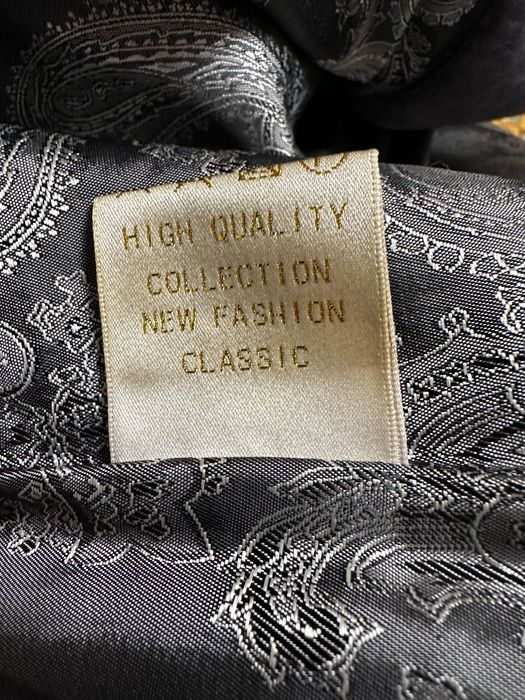 HIGH QUALITY
COLLECTION
NEW FASHION
CLASSIC